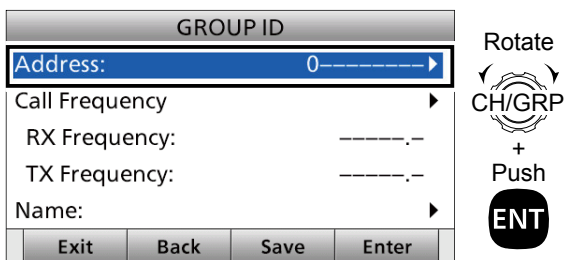 GROUP ID
Address: 0––––––––
Call Frequency
RX Frequency: –––––.–
TX Frequency: –––––.–
Name:
Exit Back Save Enter
Rotate
CH/GRP
+
Push
ENT